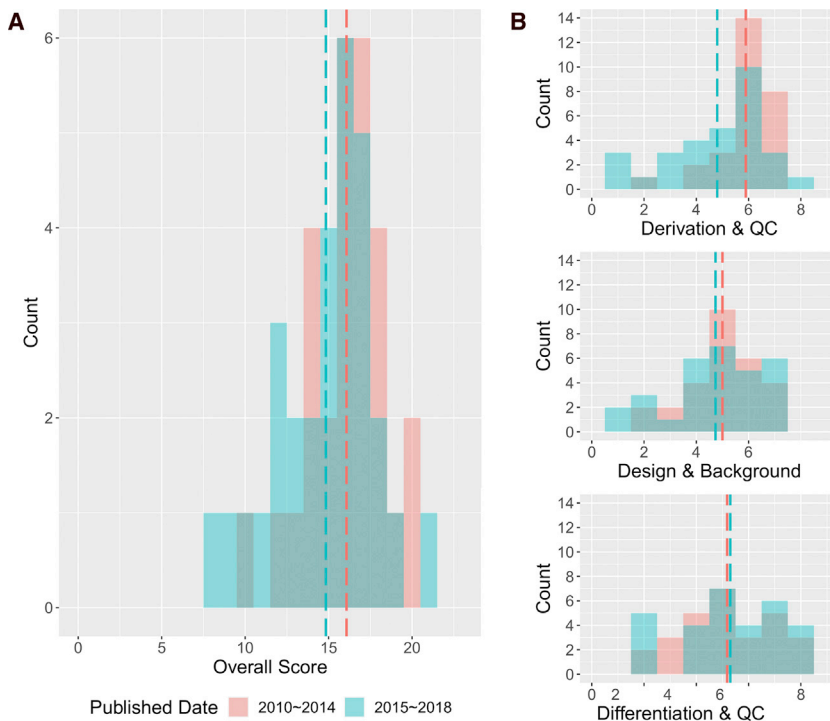 A
6
4
2
0
Count
0 5 10 15 20
Overall Score
Published Date 2010~2014 2015~2018
B
14
12
10
8
6
4
2
0
Count
0 2 4 6 8
Derivation & QC
14
12
10
8
6
4
2
0
Count
0 2 4 6
Design & Background
14
12
10
8
6
4
2
0
Count
0 2 4 6 8
Differentiation & QC